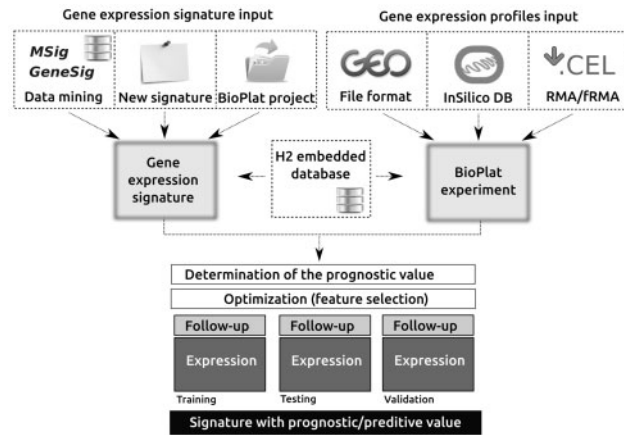 Gene expression signature input
Gene expression profiles input
MSig
GeneSig
Data mining
New signature
BioPlat project
GEO
File format
InSilico DB
.CEL
RMA/fRMA
Gene
expression
signature
H2 embedded
database
BioPlat
experiment
Determination of the prognostic value
Optimization (feature selection)
Follow-up
Follow-up
Follow-up
Expression
Expression
Expression
Training
Testing
Validation
Signature with prognostic/preditive value